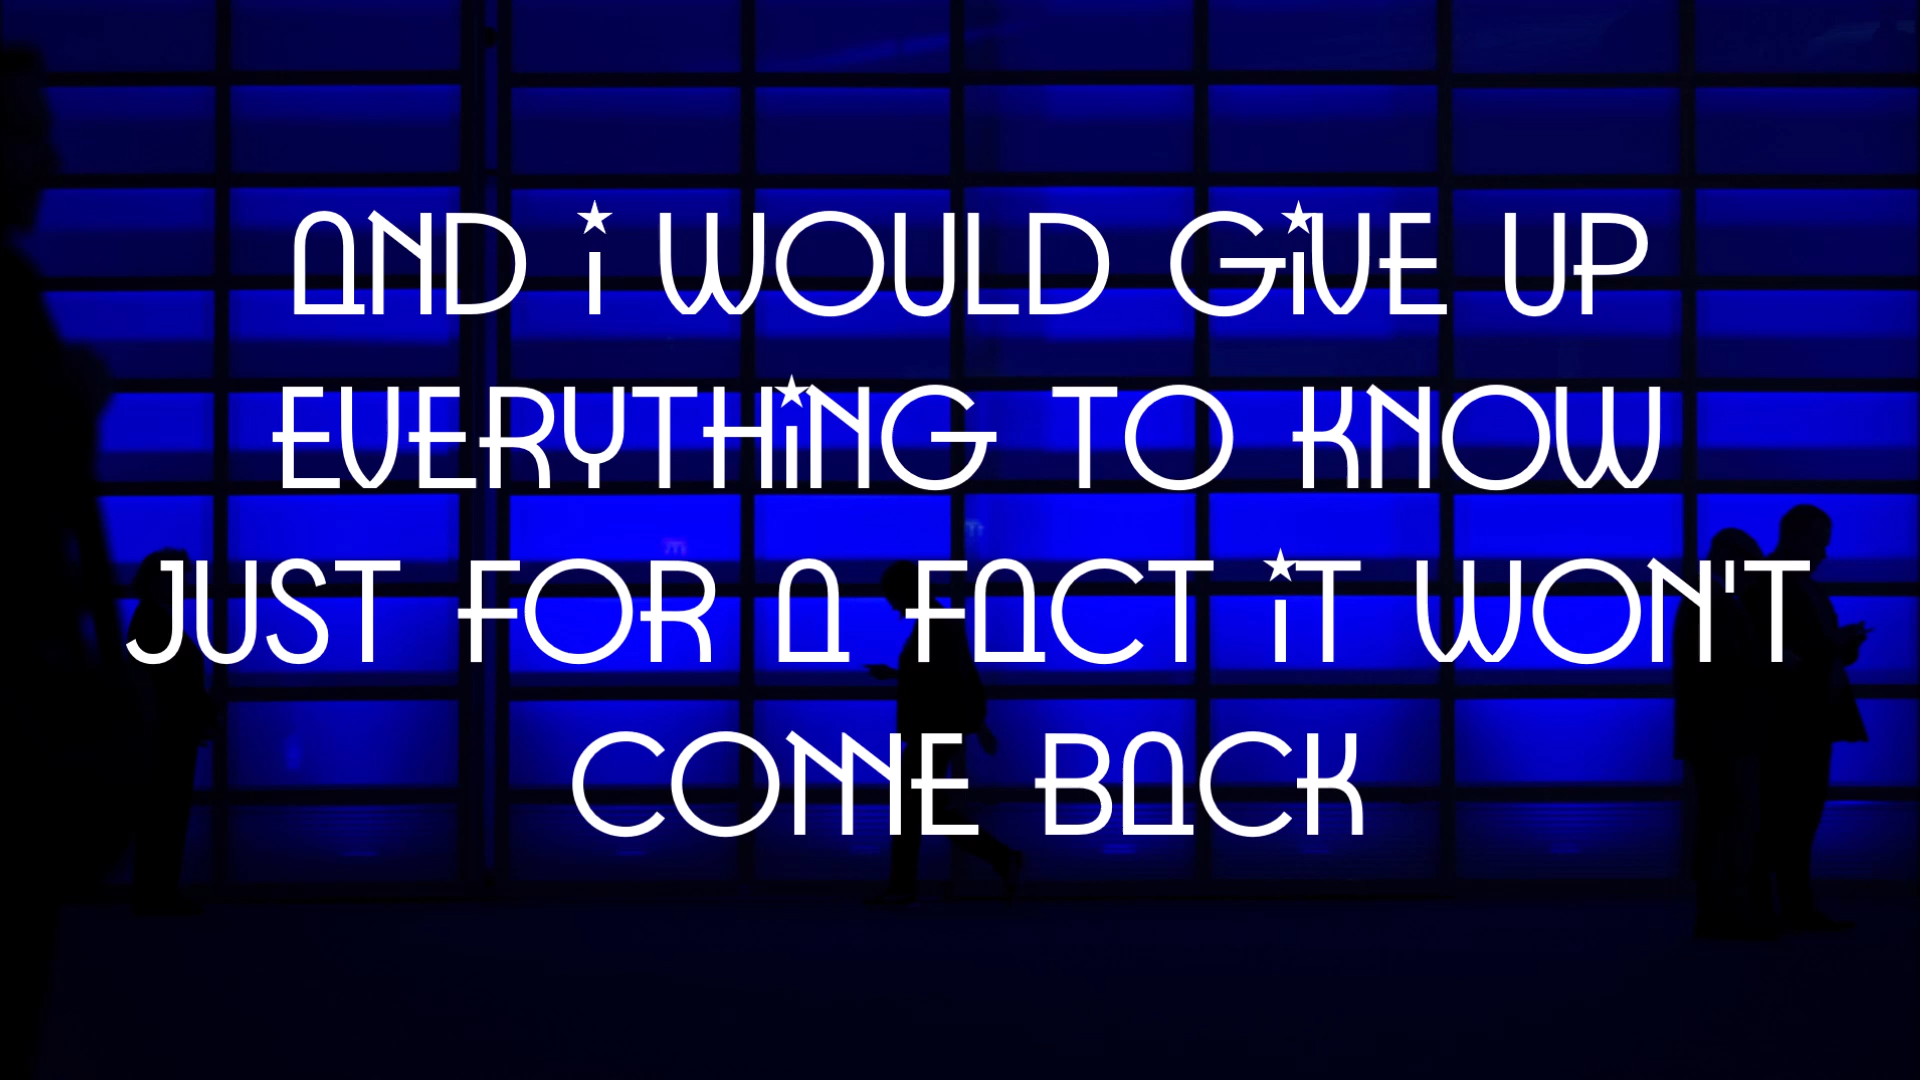 AND i WOULD GiVE UP
EVERYTHiNG TO KNOW
JUST FOR A FACT iT WON'T
COME BACK